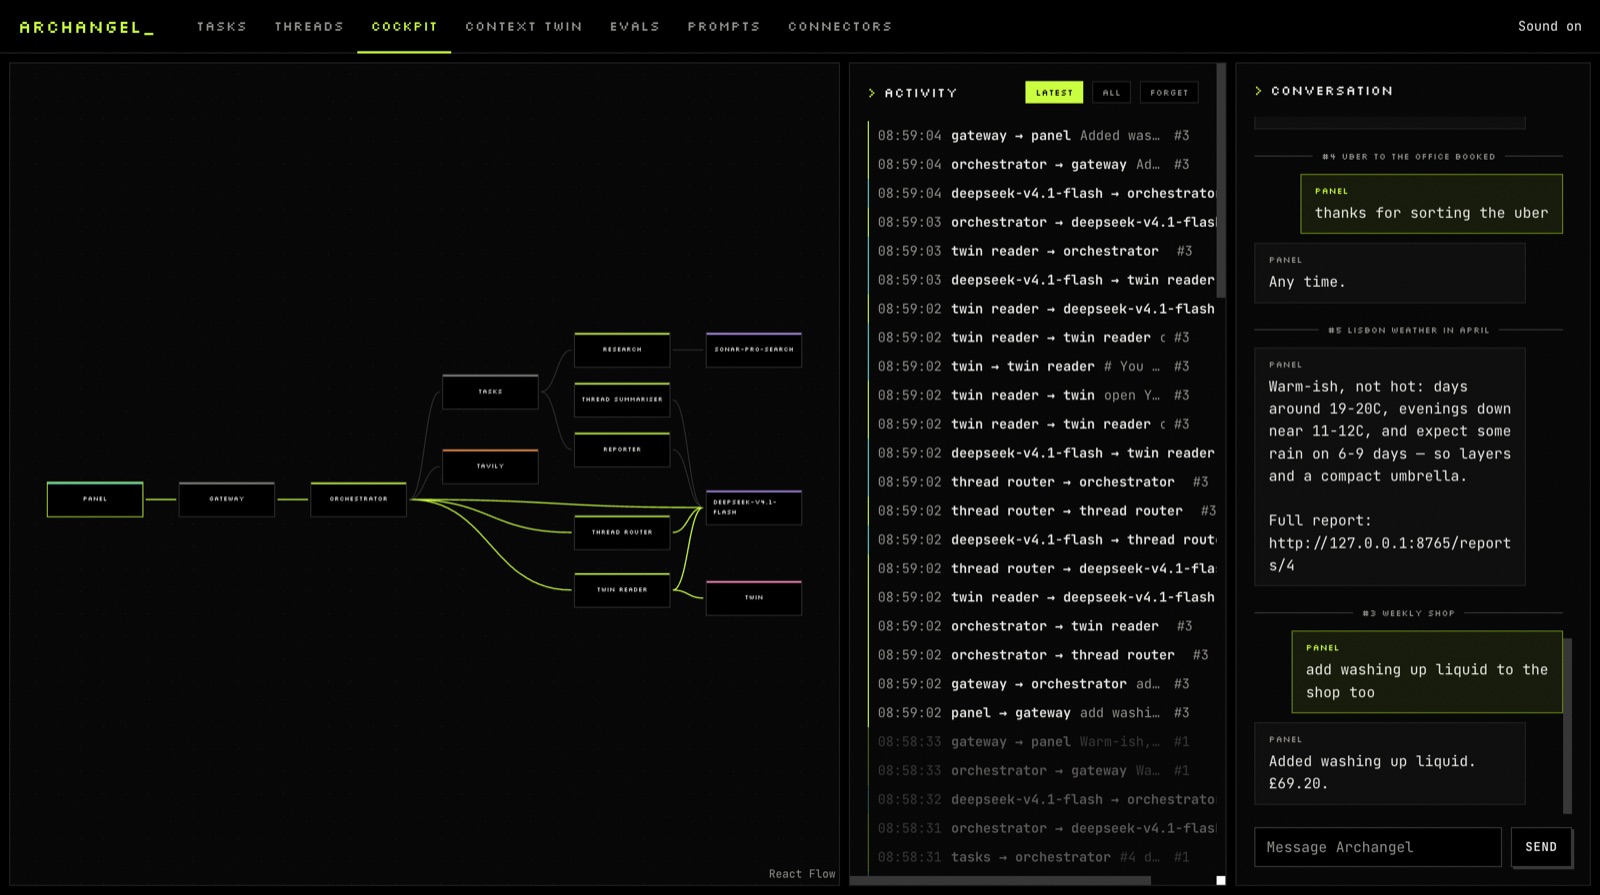 ARCHANGEL_ TASKS THREADS COCKPIT CONTEXT TWIN EVALS PROMPTS CONNECTORS Sound on
RESEARCH SONAR-PRO-SEARCH
TASKS THREAD SUMMARISER
REPORTER
TAVILY
PANEL GATEWAY ORCHESTRATOR DEEPSEEK-V4.1-
FLASH
THREAD ROUTER
TWIN READER TWIN
React Flow
> ACTIVITY LATEST ALL FORGET
08:59:04 gateway → panel Added was… #3
08:59:04 orchestrator → gateway Ad… #3
08:59:04 deepseek-v4.1-flash → orchestrato
08:59:03 orchestrator → deepseek-v4.1-flas
08:59:03 twin reader → orchestrator #3
08:59:03 deepseek-v4.1-flash → twin reader
08:59:02 twin reader → deepseek-v4.1-flash
08:59:02 twin reader → twin reader #3
08:59:02 twin → twin reader # You … #3
08:59:02 twin reader → twin open Y… #3
08:59:02 twin reader → twin reader #3
08:59:02 deepseek-v4.1-flash → twin reader
08:59:02 thread router → orchestrator #3
08:59:02 thread router → thread router #3
08:59:02 deepseek-v4.1-flash → thread rout
08:59:02 thread router → deepseek-v4.1-fla
08:59:02 twin reader → deepseek-v4.1-flash
08:59:02 orchestrator → twin reader #3
08:59:02 orchestrator → thread router #3
08:59:02 gateway → orchestrator ad… #3
08:59:02 panel → gateway add washi… #3
08:58:33 gateway → panel Warm-ish,… #1
08:58:33 orchestrator → gateway Wa… #1
08:58:32 deepseek-v4.1-flash → orchestrato
08:58:31 orchestrator → deepseek-v4.1-flas
08:58:31 tasks → orchestrator #4 d… #1
> CONVERSATION
#4 UBER TO THE OFFICE BOOKED
PANEL
thanks for sorting the uber
PANEL
Any time.
#5 LISBON WEATHER IN APRIL
PANEL
Warm-ish, not hot: days
around 19-20C, evenings down
near 11-12C, and expect some
rain on 6-9 days — so layers
and a compact umbrella.
Full report:
http://127.0.0.1:8765/report
s/4
#3 WEEKLY SHOP
PANEL
add washing up liquid to the
shop too
PANEL
Added washing up liquid.
£69.20.
Message Archangel SEND